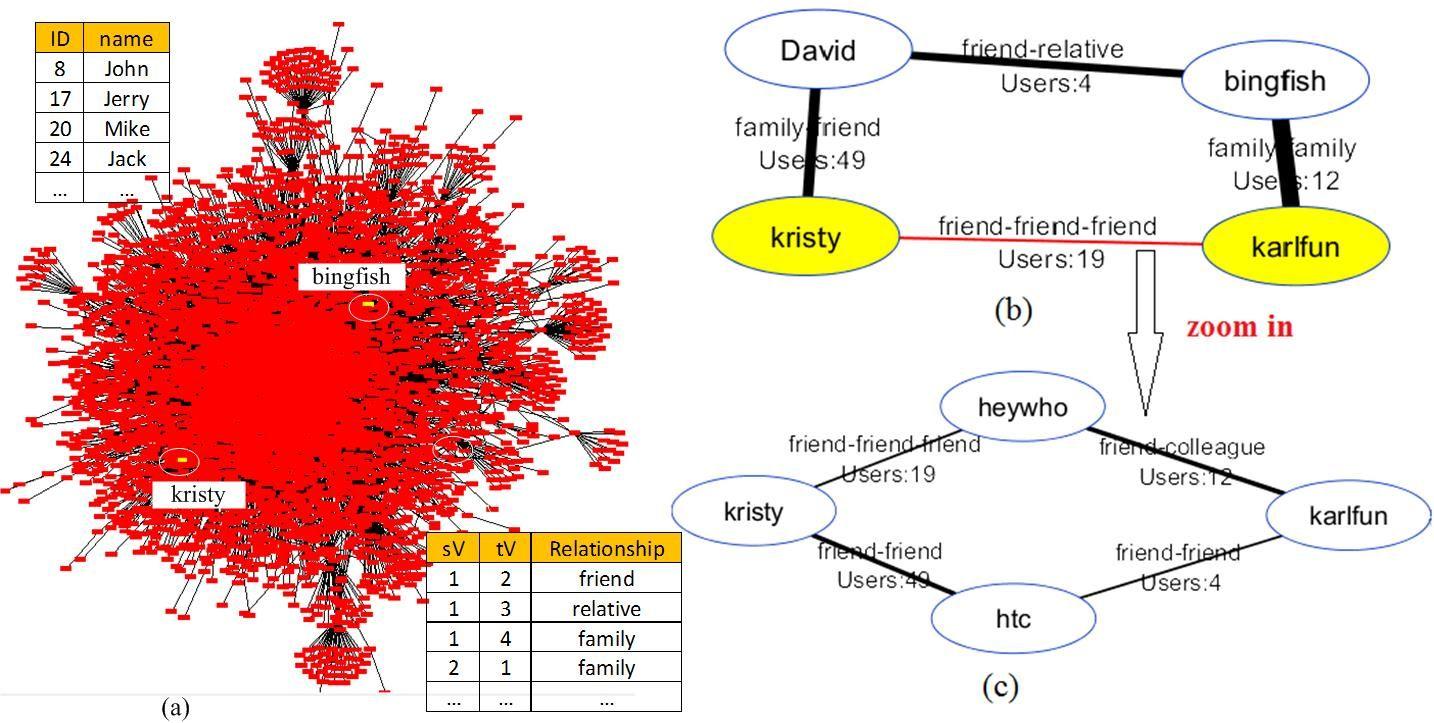 ID name
8 John
17 Jerry
20 Mike
24 Jack
... ...
bingfish
kristy
sV tV Relationship
1 2 friend
1 3 relative
1 4 family
2 1 family
... ... ...
(a)
David
friend-relative
Users:4
bingfish
family-friend
Users:49
family-family
Users:12
kristy
friend-friend-friend
Users:19
karlfun
(b)
zoom in
heywho
friend-friend-friend
Users:19
friend-colleague
Users:12
kristy
karlfun
friend-friend
Users:49
friend-friend
Users:4
htc
(c)